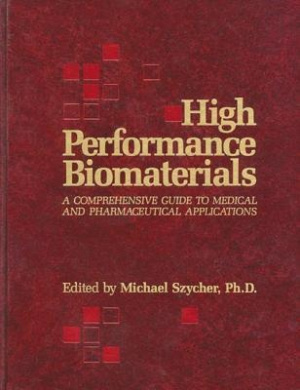 High
Performance
Biomaterials
A COMPREHENSIVE GUIDE TO MEDICAL
AND PHARMACEUTICAL APPLICATIONS
Edited by Michael Szycher, Ph.D.